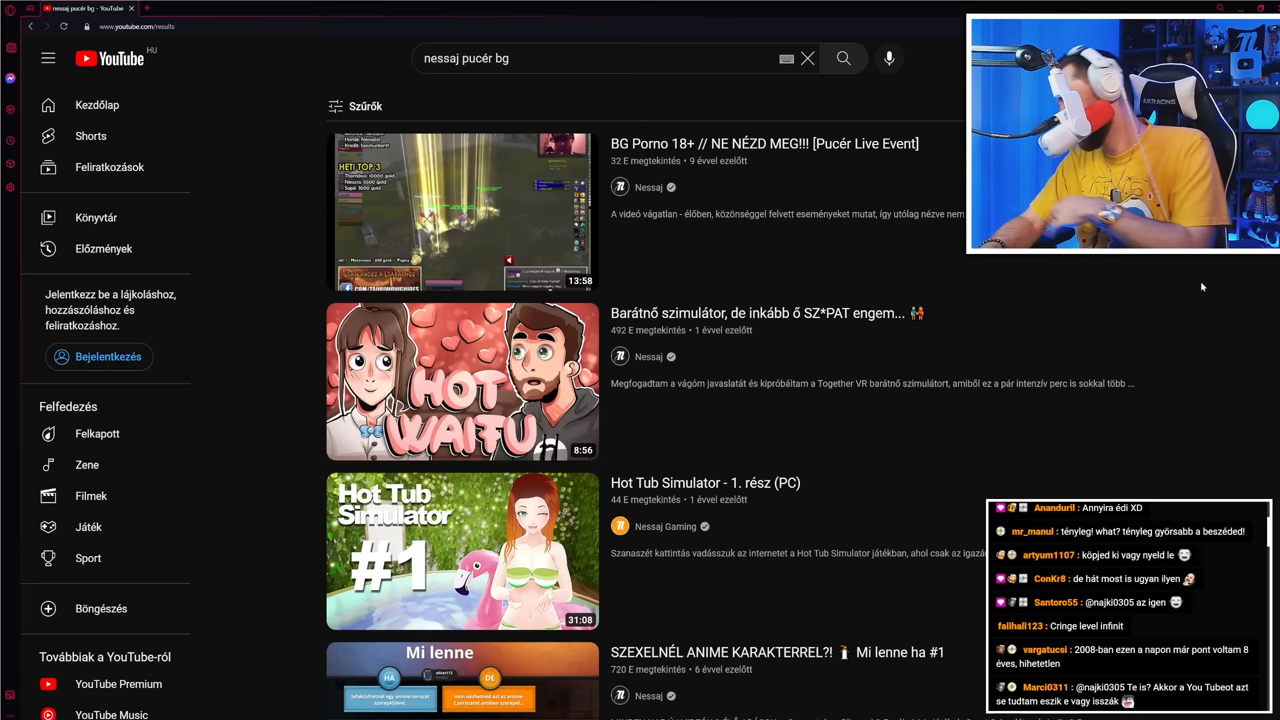 nessaj pucér bg - YouTube
www.youtube.com/results
YouTube HU
nessaj pucér bg
Kezdőlap
Shorts
Feliratkozások
Könyvtár
Előzmények
Jelentkezz be a lájkoláshoz,
hozzászóláshoz és
feliratkozáshoz.
Bejelentkezés
Felfedezés
Felkapott
Zene
Filmek
Játék
Sport
Böngészés
Továbbiak a YouTube-ról
YouTube Premium
YouTube Music
Szűrők
HETI TOP 3
13:58
BG Porno 18+ // NE NÉZD MEG!!! [Pucér Live Event]
32 E megtekintés • 9 évvel ezelőtt
Nessaj
A videó vágatlan - élőben, közönséggel felvett eseményeket mutat, így utólag nézve nem
HOT
WAIFU
8:56
Barátnő szimulátor, de inkább ő SZ*PAT engem...
492 E megtekintés • 1 évvel ezelőtt
Nessaj
Megfogadtam a vágóm javaslatát és kipróbáltam a Together VR barátnő szimulátort, amiből ez a pár intenzív perc is sokkal több ...
Hot Tub
Simulator
#1
31:08
Hot Tub Simulator - 1. rész (PC)
44 E megtekintés • 1 évvel ezelőtt
Nessaj Gaming
Szanaszét kattintás vadásszuk az internetet a Hot Tub Simulator játékban, ahol csak az igazá
Mi lenne
HA
DE
SZEXELNÉL ANIME KARAKTERREL?! Mi lenne ha #1
720 E megtekintés • 6 évvel ezelőtt
Nessaj
AKRACING
Ananduril : Annyira édi XD
mr_manul : tényleg! what? tényleg gyorsabb a beszéded!
artyum1107 : köpjed ki vagy nyeld le
ConKr8 : de hát most is ugyan ilyen
Santoro55 : @najki0305 az igen
falihali123 : Cringe level infinit
vargatucsi : 2008-ban ezen a napon már pont voltam 8
éves, hihetetlen
Marci0311 : @najki0305 Te is? Akkor a You Tubeot azt
se tudtam eszik e vagy isszák